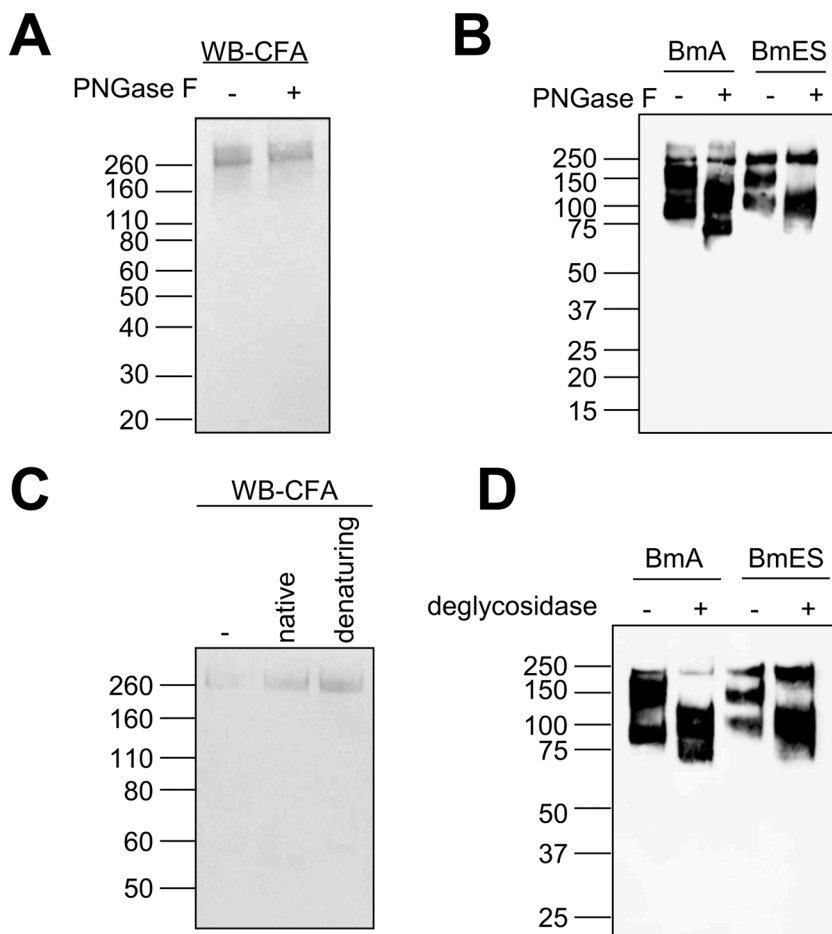 A
WB-CFA
PNGase F - +
260
160
110
80
60
50
40
30
20
B
BmA BmES
PNGase F - + - +
250
150
100
75
50
37
25
20
15
C
WB-CFA
- native denaturing
260
160
110
80
60
50
D
BmA BmES
deglycosidase - + - +
250
150
100
75
50
37
25